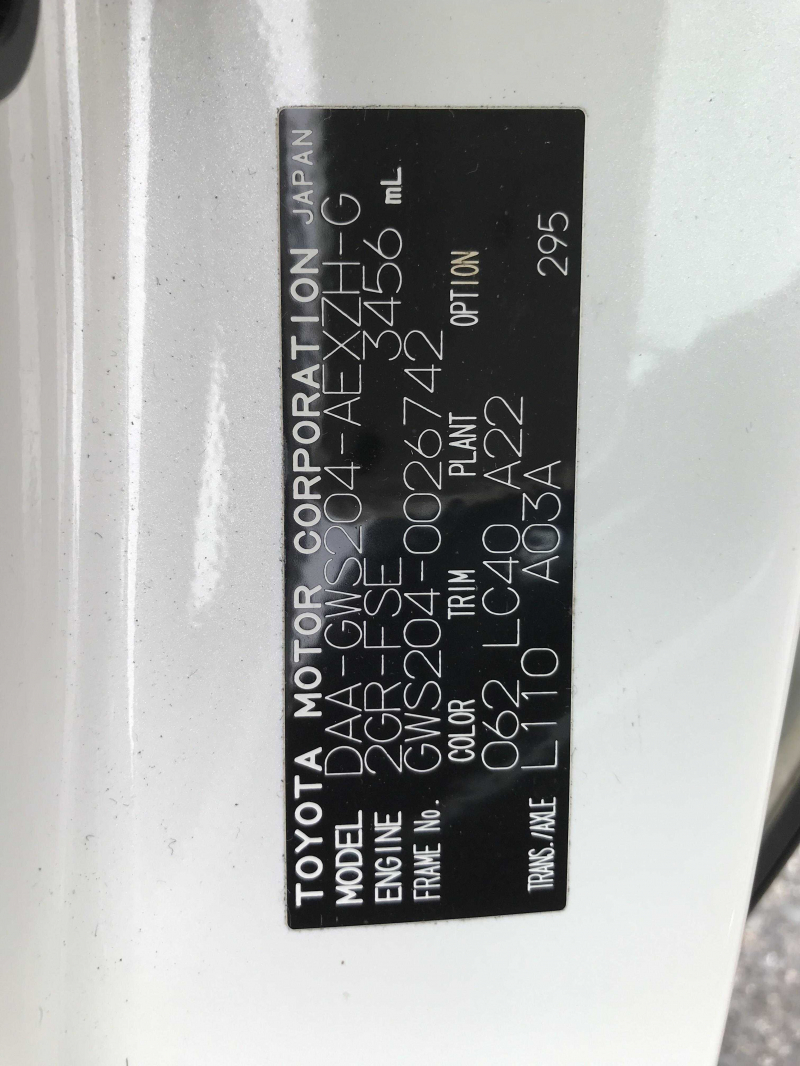 TOYOTA MOTOR CORPORATION JAPAN
MODEL DAA-GWS204-AEXZH-G
ENGINE 2GR-FSE 3456 mL
FRAME No. GWS204-0026742
COLOR TRIM PLANT OPTION
062 LC40 A22
TRANS./AXLE L110 A03A 295